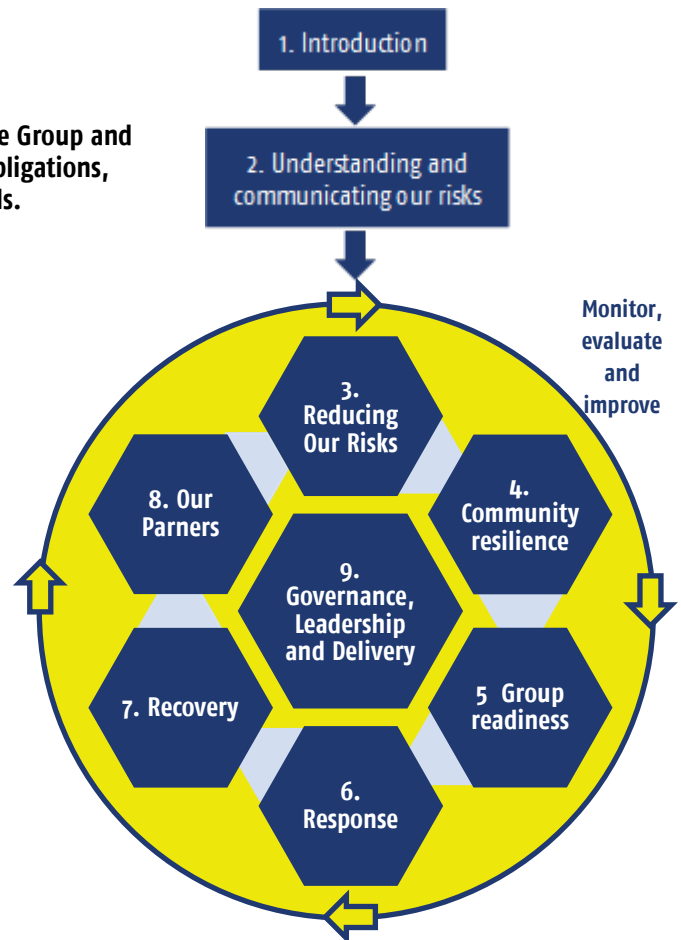 1. Introduction
e Group and
bligations,
ls.
2. Understanding and
communicating our risks
Monitor,
evaluate
and
improve
3.
Reducing
Our Risks
4.
Community
resilience
5 Group
readiness
6.
Response
7. Recovery
8. Our
Parners
9.
Governance,
Leadership
and Delivery